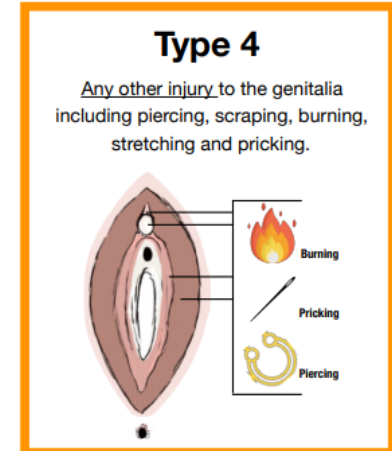 Type 4
Any other injury to the genitalia
including piercing, scraping, burning,
stretching and pricking.
Burning
Pricking
Piercing